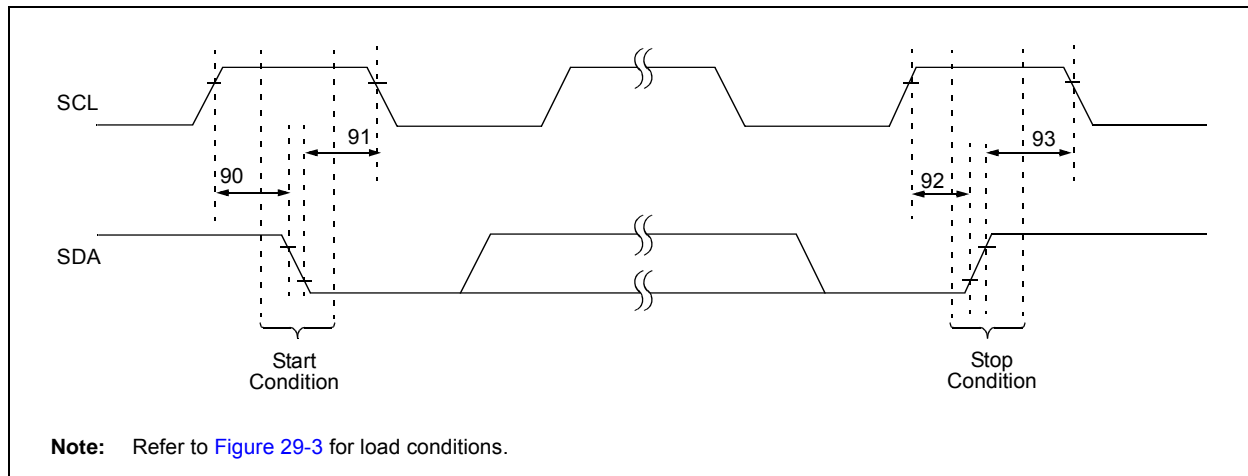 SCL
91
93
90
92
SDA
Start
Condition
Stop
Condition
Note: Refer to Figure 29-3 for load conditions.